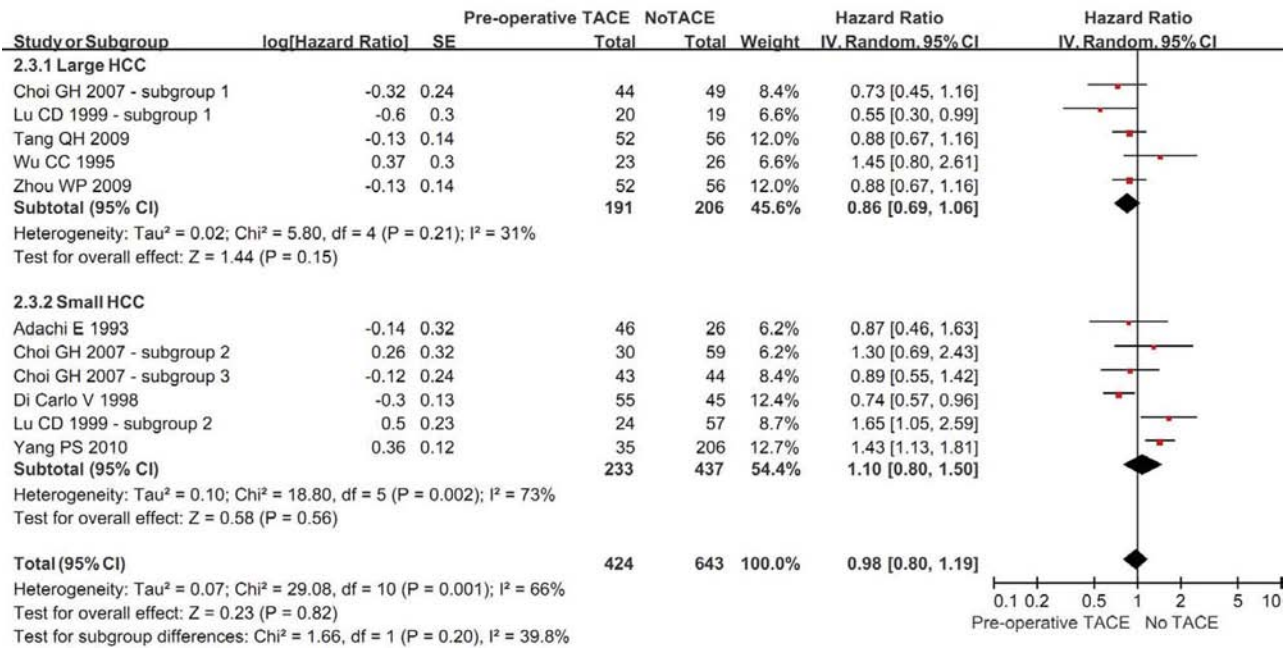 Pre-operative TACE NoTACE Hazard Ratio Hazard Ratio
Study or Subgroup log[Hazard Ratio] SE Total Total Weight IV, Random, 95% CI IV, Random, 95% CI
2.3.1 Large HCC
Choi GH 2007 - subgroup 1 -0.32 0.24 44 49 8.4% 0.73 [0.45, 1.16]
Lu CD 1999 - subgroup 1 -0.6 0.3 20 19 6.6% 0.55 [0.30, 0.99]
Tang QH 2009 -0.13 0.14 52 56 12.0% 0.88 [0.67, 1.16]
Wu CC 1995 0.37 0.3 23 26 6.6% 1.45 [0.80, 2.61]
Zhou WP 2009 -0.13 0.14 52 56 12.0% 0.88 [0.67, 1.16]
Subtotal (95% CI) 191 206 45.6% 0.86 [0.69, 1.06]
Heterogeneity: Tau² = 0.02; Chi² = 5.80, df = 4 (P = 0.21); I² = 31%
Test for overall effect: Z = 1.44 (P = 0.15)
2.3.2 Small HCC
Adachi E 1993 -0.14 0.32 46 26 6.2% 0.87 [0.46, 1.63]
Choi GH 2007 - subgroup 2 0.26 0.32 30 59 6.2% 1.30 [0.69, 2.43]
Choi GH 2007 - subgroup 3 -0.12 0.24 43 44 8.4% 0.89 [0.55, 1.42]
Di Carlo V 1998 -0.3 0.13 55 45 12.4% 0.74 [0.57, 0.96]
Lu CD 1999 - subgroup 2 0.5 0.23 24 57 8.7% 1.65 [1.05, 2.59]
Yang PS 2010 0.36 0.12 35 206 12.7% 1.43 [1.13, 1.81]
Subtotal (95% CI) 233 437 54.4% 1.10 [0.80, 1.50]
Heterogeneity: Tau² = 0.10; Chi² = 18.80, df = 5 (P = 0.002); I² = 73%
Test for overall effect: Z = 0.58 (P = 0.56)
Total (95% CI) 424 643 100.0% 0.98 [0.80, 1.19]
Heterogeneity: Tau² = 0.07; Chi² = 29.08, df = 10 (P = 0.001); I² = 66%
Test for overall effect: Z = 0.23 (P = 0.82)
Test for subgroup differences: Chi² = 1.66, df = 1 (P = 0.20), I² = 39.8%
0.1 0.2 0.5 1 2 5 10
Pre-operative TACE No TACE